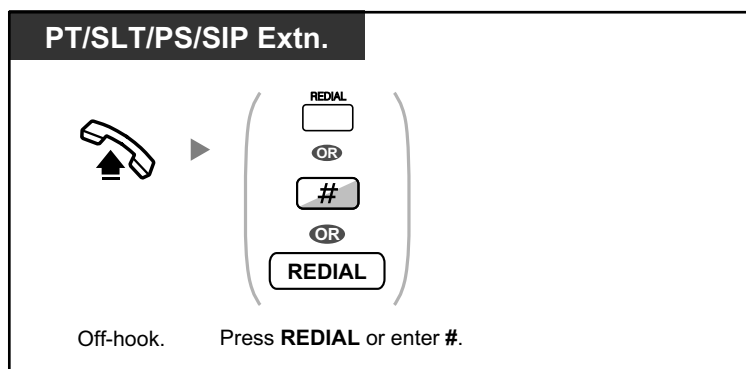 PT/SLT/PS/SIP Extn.
REDIAL
OR
#
OR
REDIAL
Off-hook.
Press REDIAL or enter #.